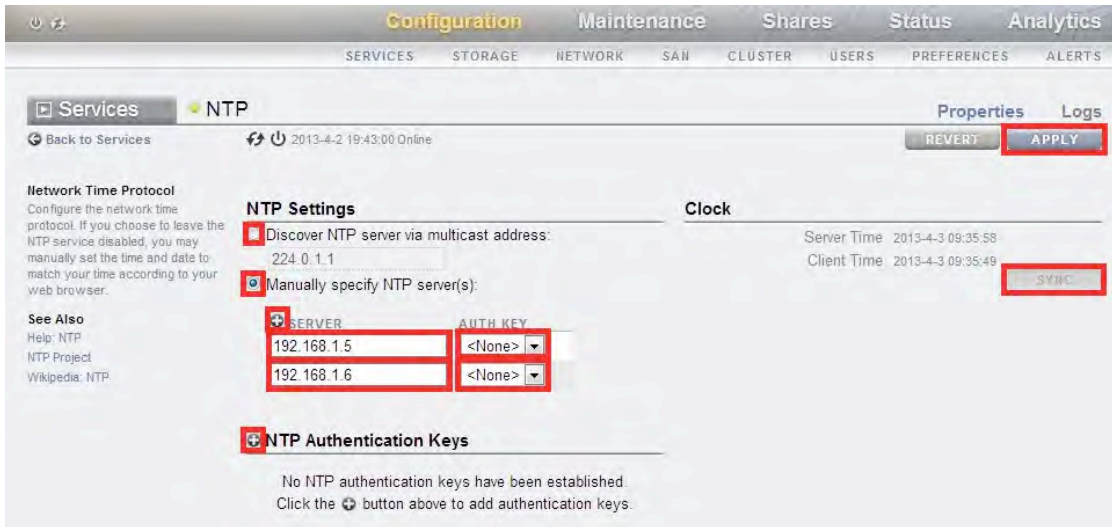 Configuration Maintenance Shares Status Analytics
SERVICES STORAGE NETWORK SAN CLUSTER USERS PREFERENCES ALERTS
Services NTP Properties Logs
Back to Services 2013-4-2 19:43:00 Online REVERT APPLY
Network Time Protocol
Configure the network time
protocol. If you choose to leave the
NTP service disabled, you may
manually set the time and date to
match your time according to your
web browser.
See Also
Help: NTP
NTP Project
Wikipedia: NTP
NTP Settings
Discover NTP server via multicast address:
224.0.1.1
Manually specify NTP server(s):
SERVER AUTH KEY
192.168.1.5 <None>
192.168.1.6 <None>
NTP Authentication Keys
No NTP authentication keys have been established.
Click the button above to add authentication keys.
Clock
Server Time 2013-4-3 09:35:58
Client Time 2013-4-3 09:35:49
SYNC